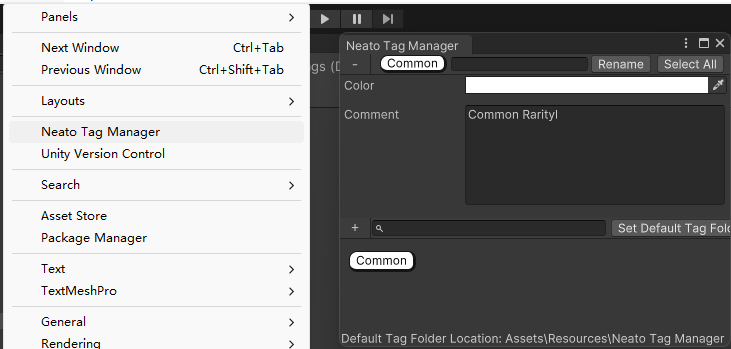 Panels
Next Window Ctrl+Tab
Previous Window Ctrl+Shift+Tab
Layouts
Neato Tag Manager
Unity Version Control
Search
Asset Store
Package Manager
Text
TextMeshPro
General
Rendering
gs (D
Neato Tag Manager
- Common Rename Select All
Color
Comment Common Rarity
+ Set Default Tag Fol
Common
Default Tag Folder Location: Assets\Resources\Neato Tag Manager